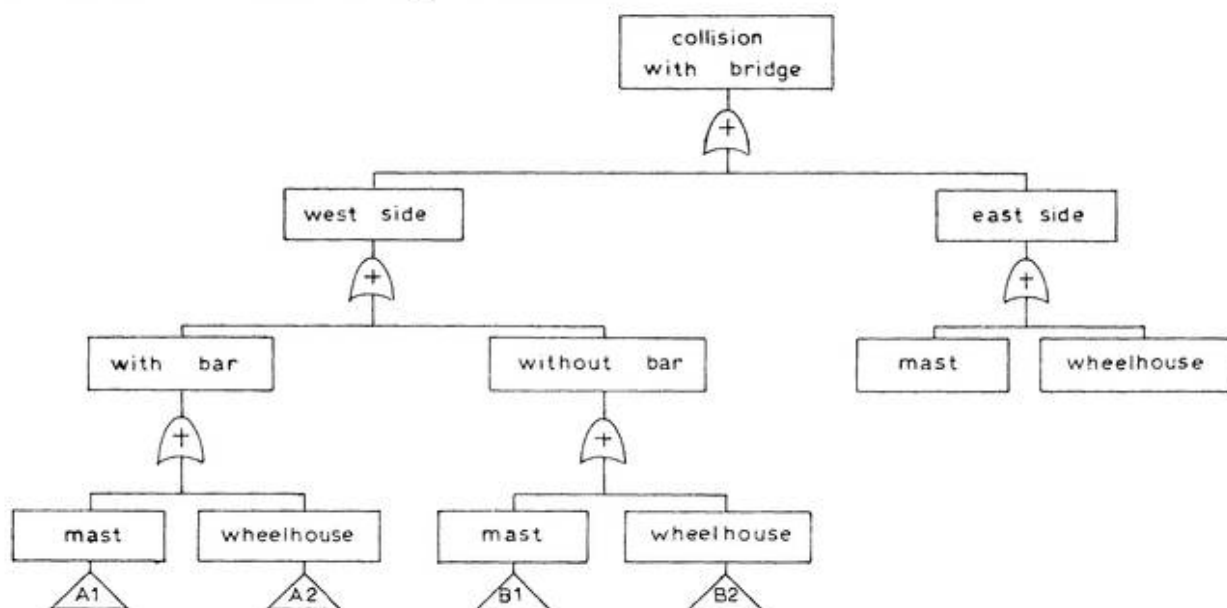 collision
with bridge
+
west side
east side
+
+
with bar
without bar
mast
wheelhouse
+
+
mast
wheelhouse
mast
wheelhouse
A1
A2
B1
B2